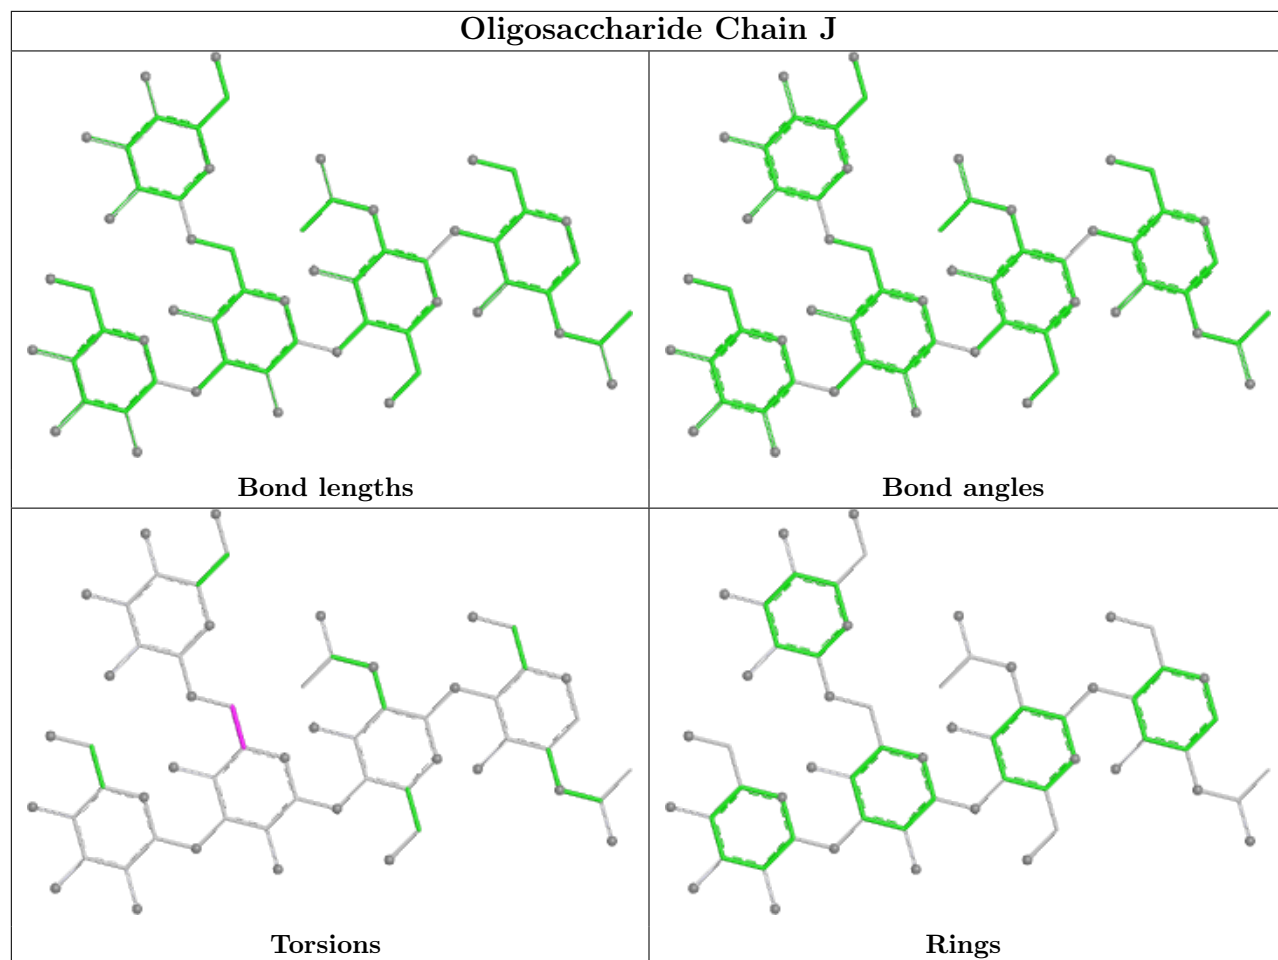 Oligosaccharide Chain J
Bond lengths
Bond angles
Torsions
Rings